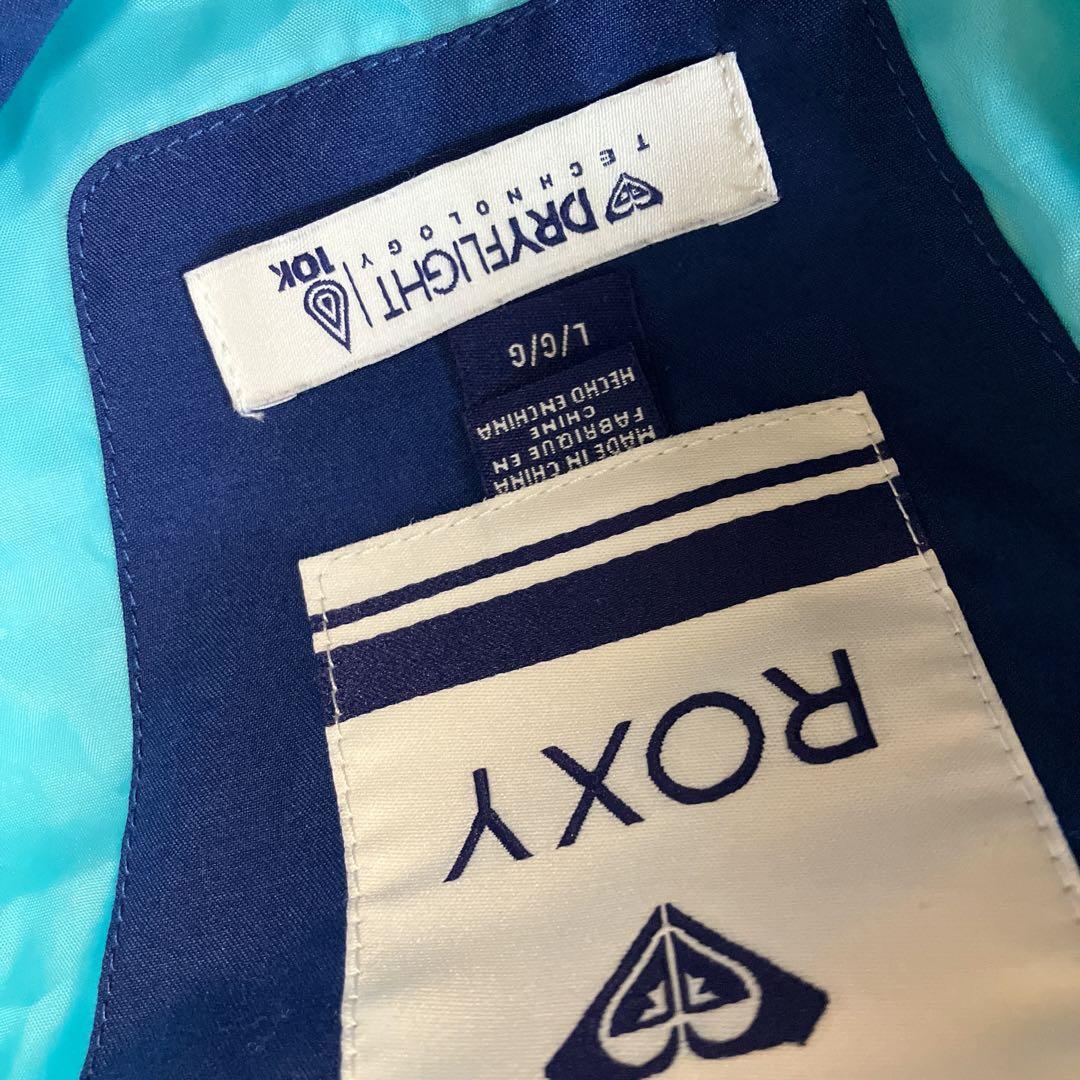 ROXY
MADE IN CHINA
FABRIQUE EN
CHINE
HECHO EN CHINA
L/G/G
DRYFLIGHT 10K
TECHNOLOGY